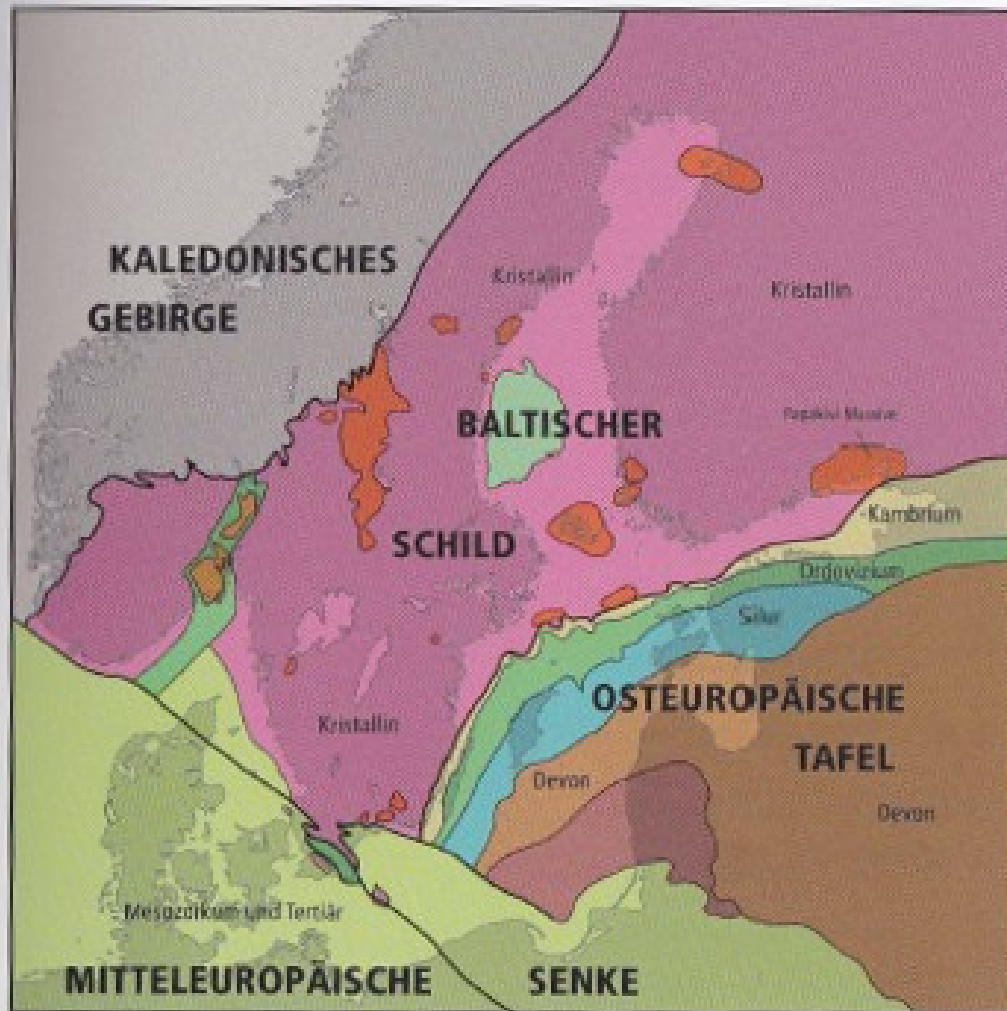 KALEDONISCHES
GEBIRGE
Kristallin
Kristallin
BALTISCHER
Rapakivi Massive
SCHILD
Kambrium
Ordovizium
Silur
OSTEUROPÄISCHE
TAFEL
Kristallin
Devon
Devon
Mesozoikum und Tertiär
MITTELEUROPÄISCHE SENKE